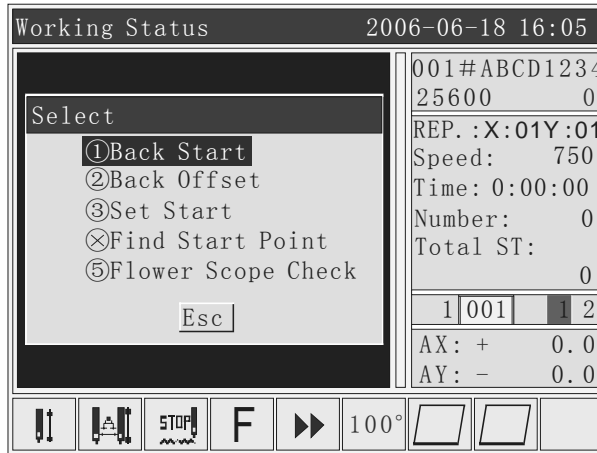 Working Status 2006-06-18 16:05
Select
①Back Start
②Back Offset
③Set Start
⊗Find Start Point
⑤Flower Scope Check
Esc
001#ABCD1234
25600 0
REP.:X:01Y:01
Speed: 750
Time: 0:00:00
Number: 0
Total ST:
0
1 001 1 2
AX: + 0.0
AY: - 0.0
A STOP F 100°